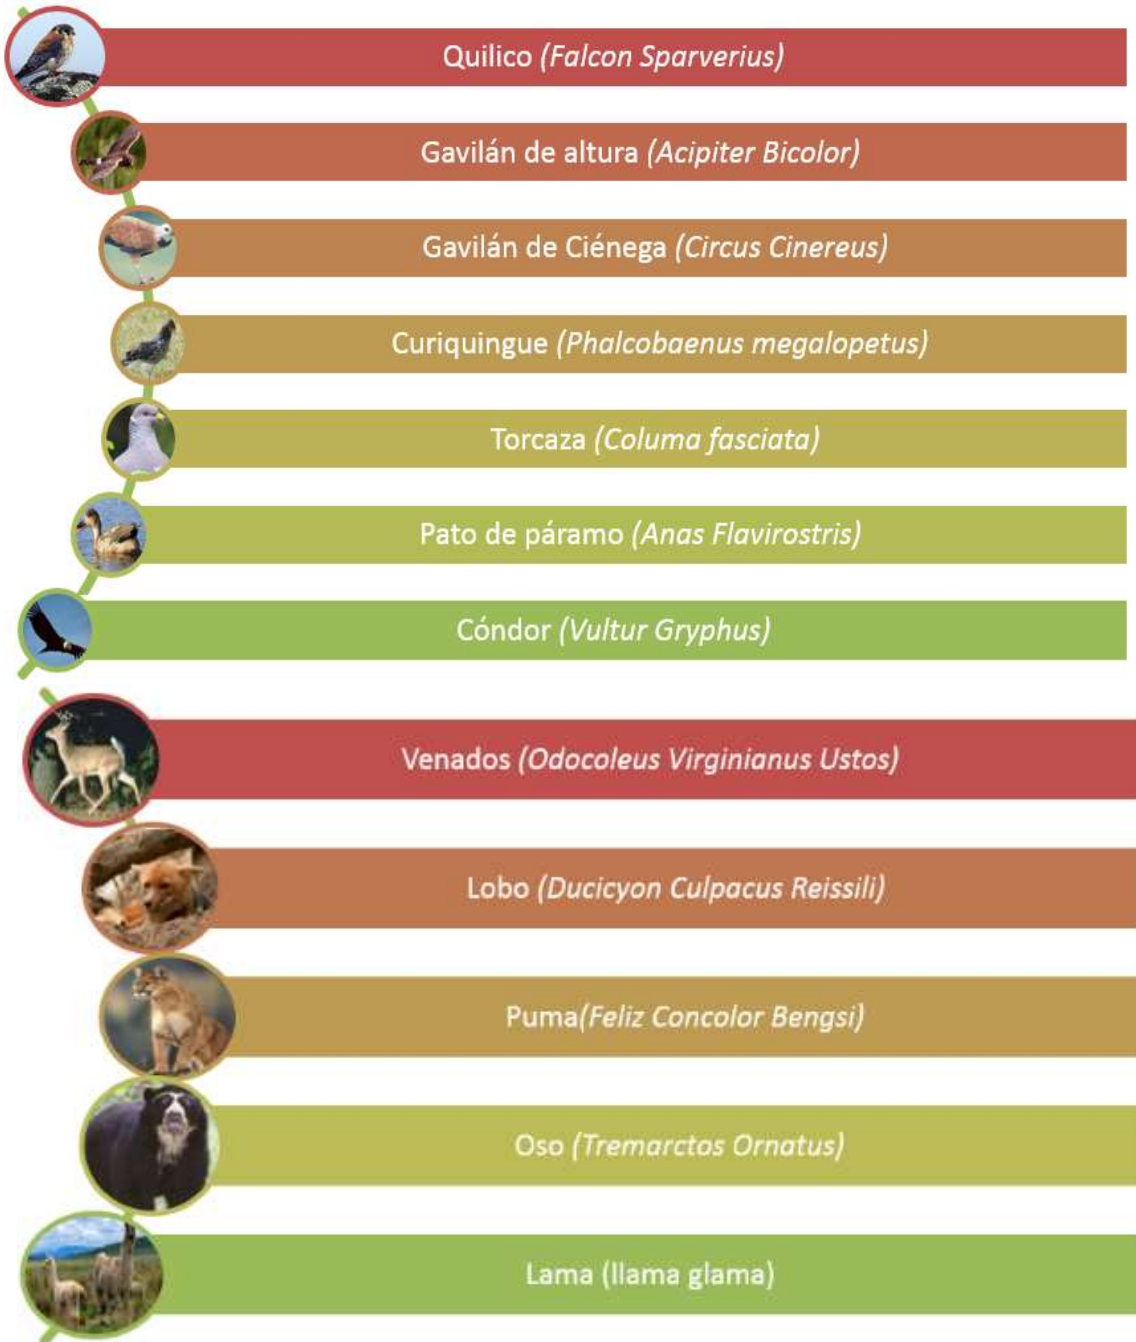 Quilico (Falcon Sparverius)
Gavilán de altura (Acipiter Bicolor)
Gavilán de Ciénega (Circus Cinereus)
Curiquingue (Phalcobaenus megalopetus)
Torcaza (Columa fasciata)
Pato de páramo (Anas Flavirostris)
Cóndor (Vultur Gryphus)
Venados (Odocoleus Virginianus Ustos)
Lobo (Ducicyon Culpacus Reissili)
Puma(Feliz Concolor Bengsi)
Oso (Tremarctos Ornatus)
Lama (llama glama)